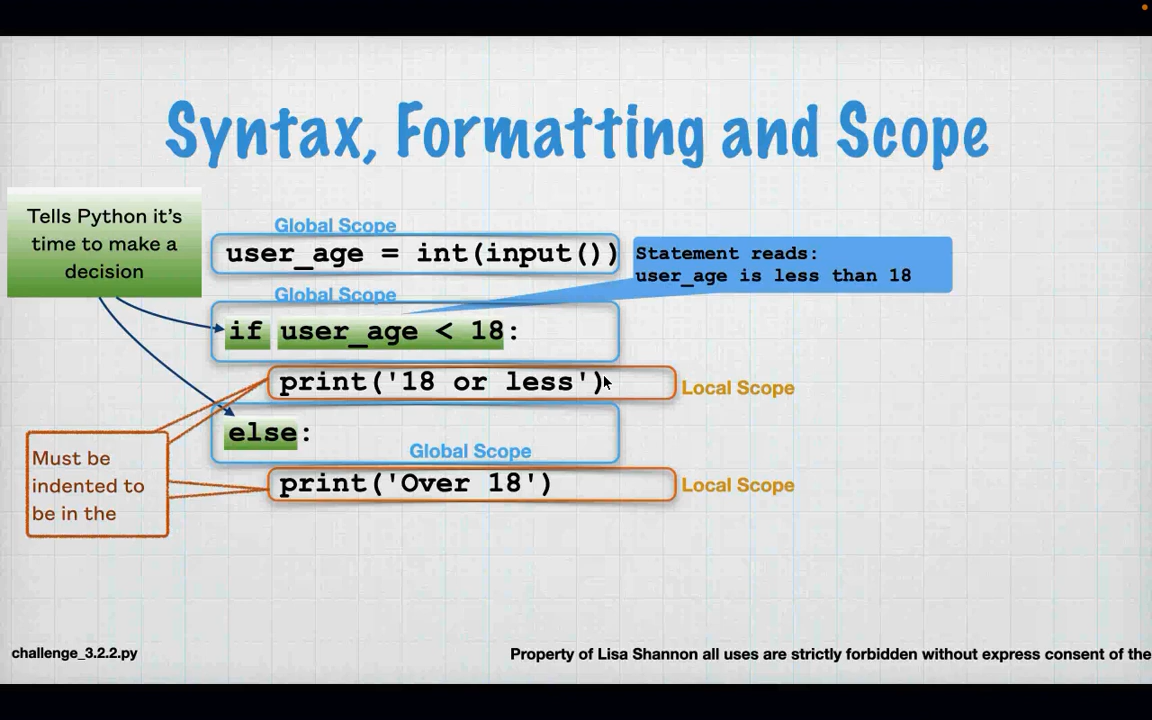 Syntax, Formatting and Scope
Tells Python it's
time to make a
decision
Global Scope
user_age = int(input())
Statement reads:
user_age is less than 18
Global Scope
if user_age < 18:
print('18 or less')
Local Scope
else:
Global Scope
Must be
indented to
be in the
print('Over 18')
Local Scope
challenge_3.2.2.py
Property of Lisa Shannon all uses are strictly forbidden without express consent of the